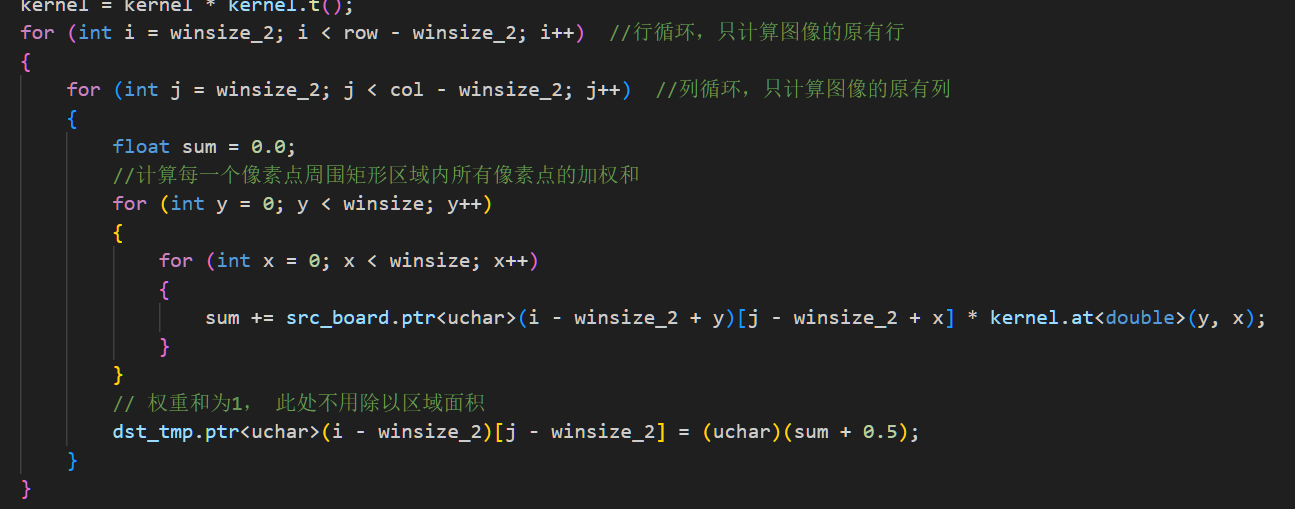 kernel = kernel * kernel.t();
for (int i = winsize_2; i < row - winsize_2; i++)  //行循环，只计算图像的原有行
{
    for (int j = winsize_2; j < col - winsize_2; j++)  //列循环，只计算图像的原有列
    {
        float sum = 0.0;
        //计算每一个像素点周围矩形区域内所有像素点的加权和
        for (int y = 0; y < winsize; y++)
        {
            for (int x = 0; x < winsize; x++)
            {
                sum += src_board.ptr<uchar>(i - winsize_2 + y)[j - winsize_2 + x] * kernel.at<double>(y, x);
            }
        }
        // 权重和为1， 此处不用除以区域面积
        dst_tmp.ptr<uchar>(i - winsize_2)[j - winsize_2] = (uchar)(sum + 0.5);
    }
}